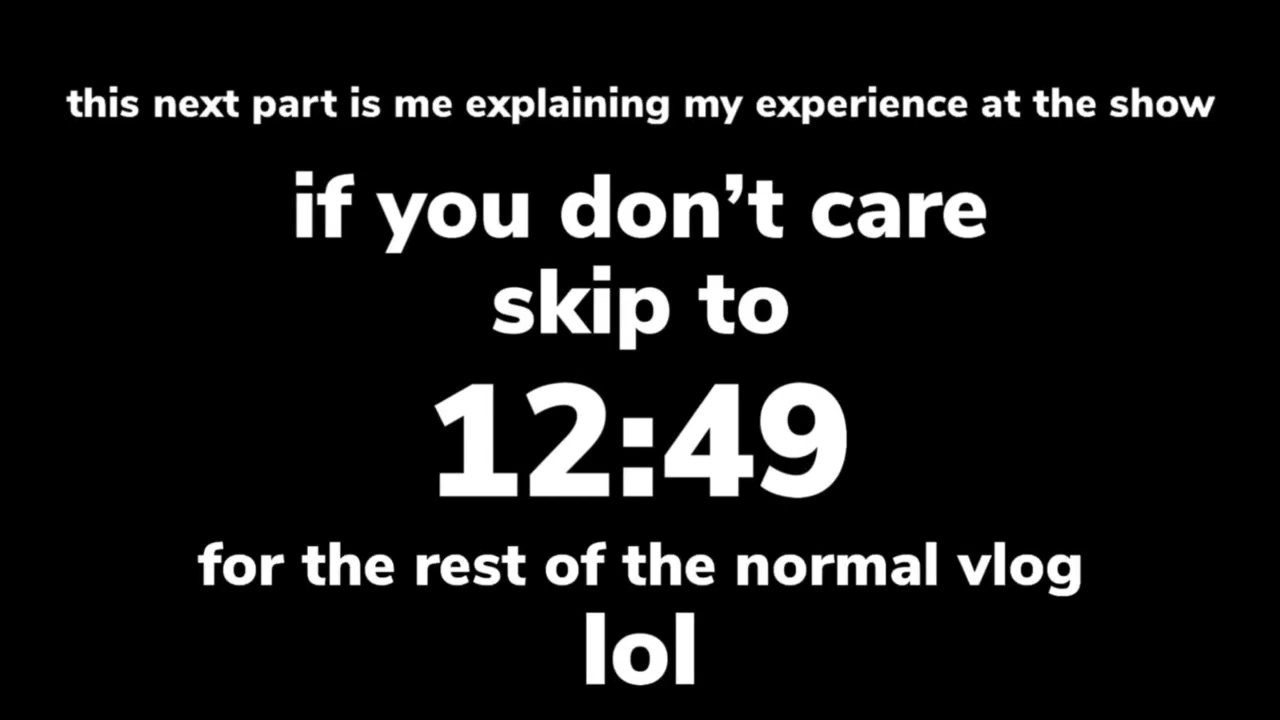 this next part is me explaining my experience at the show
if you don’t care
skip to
12:49
for the rest of the normal vlog
lol